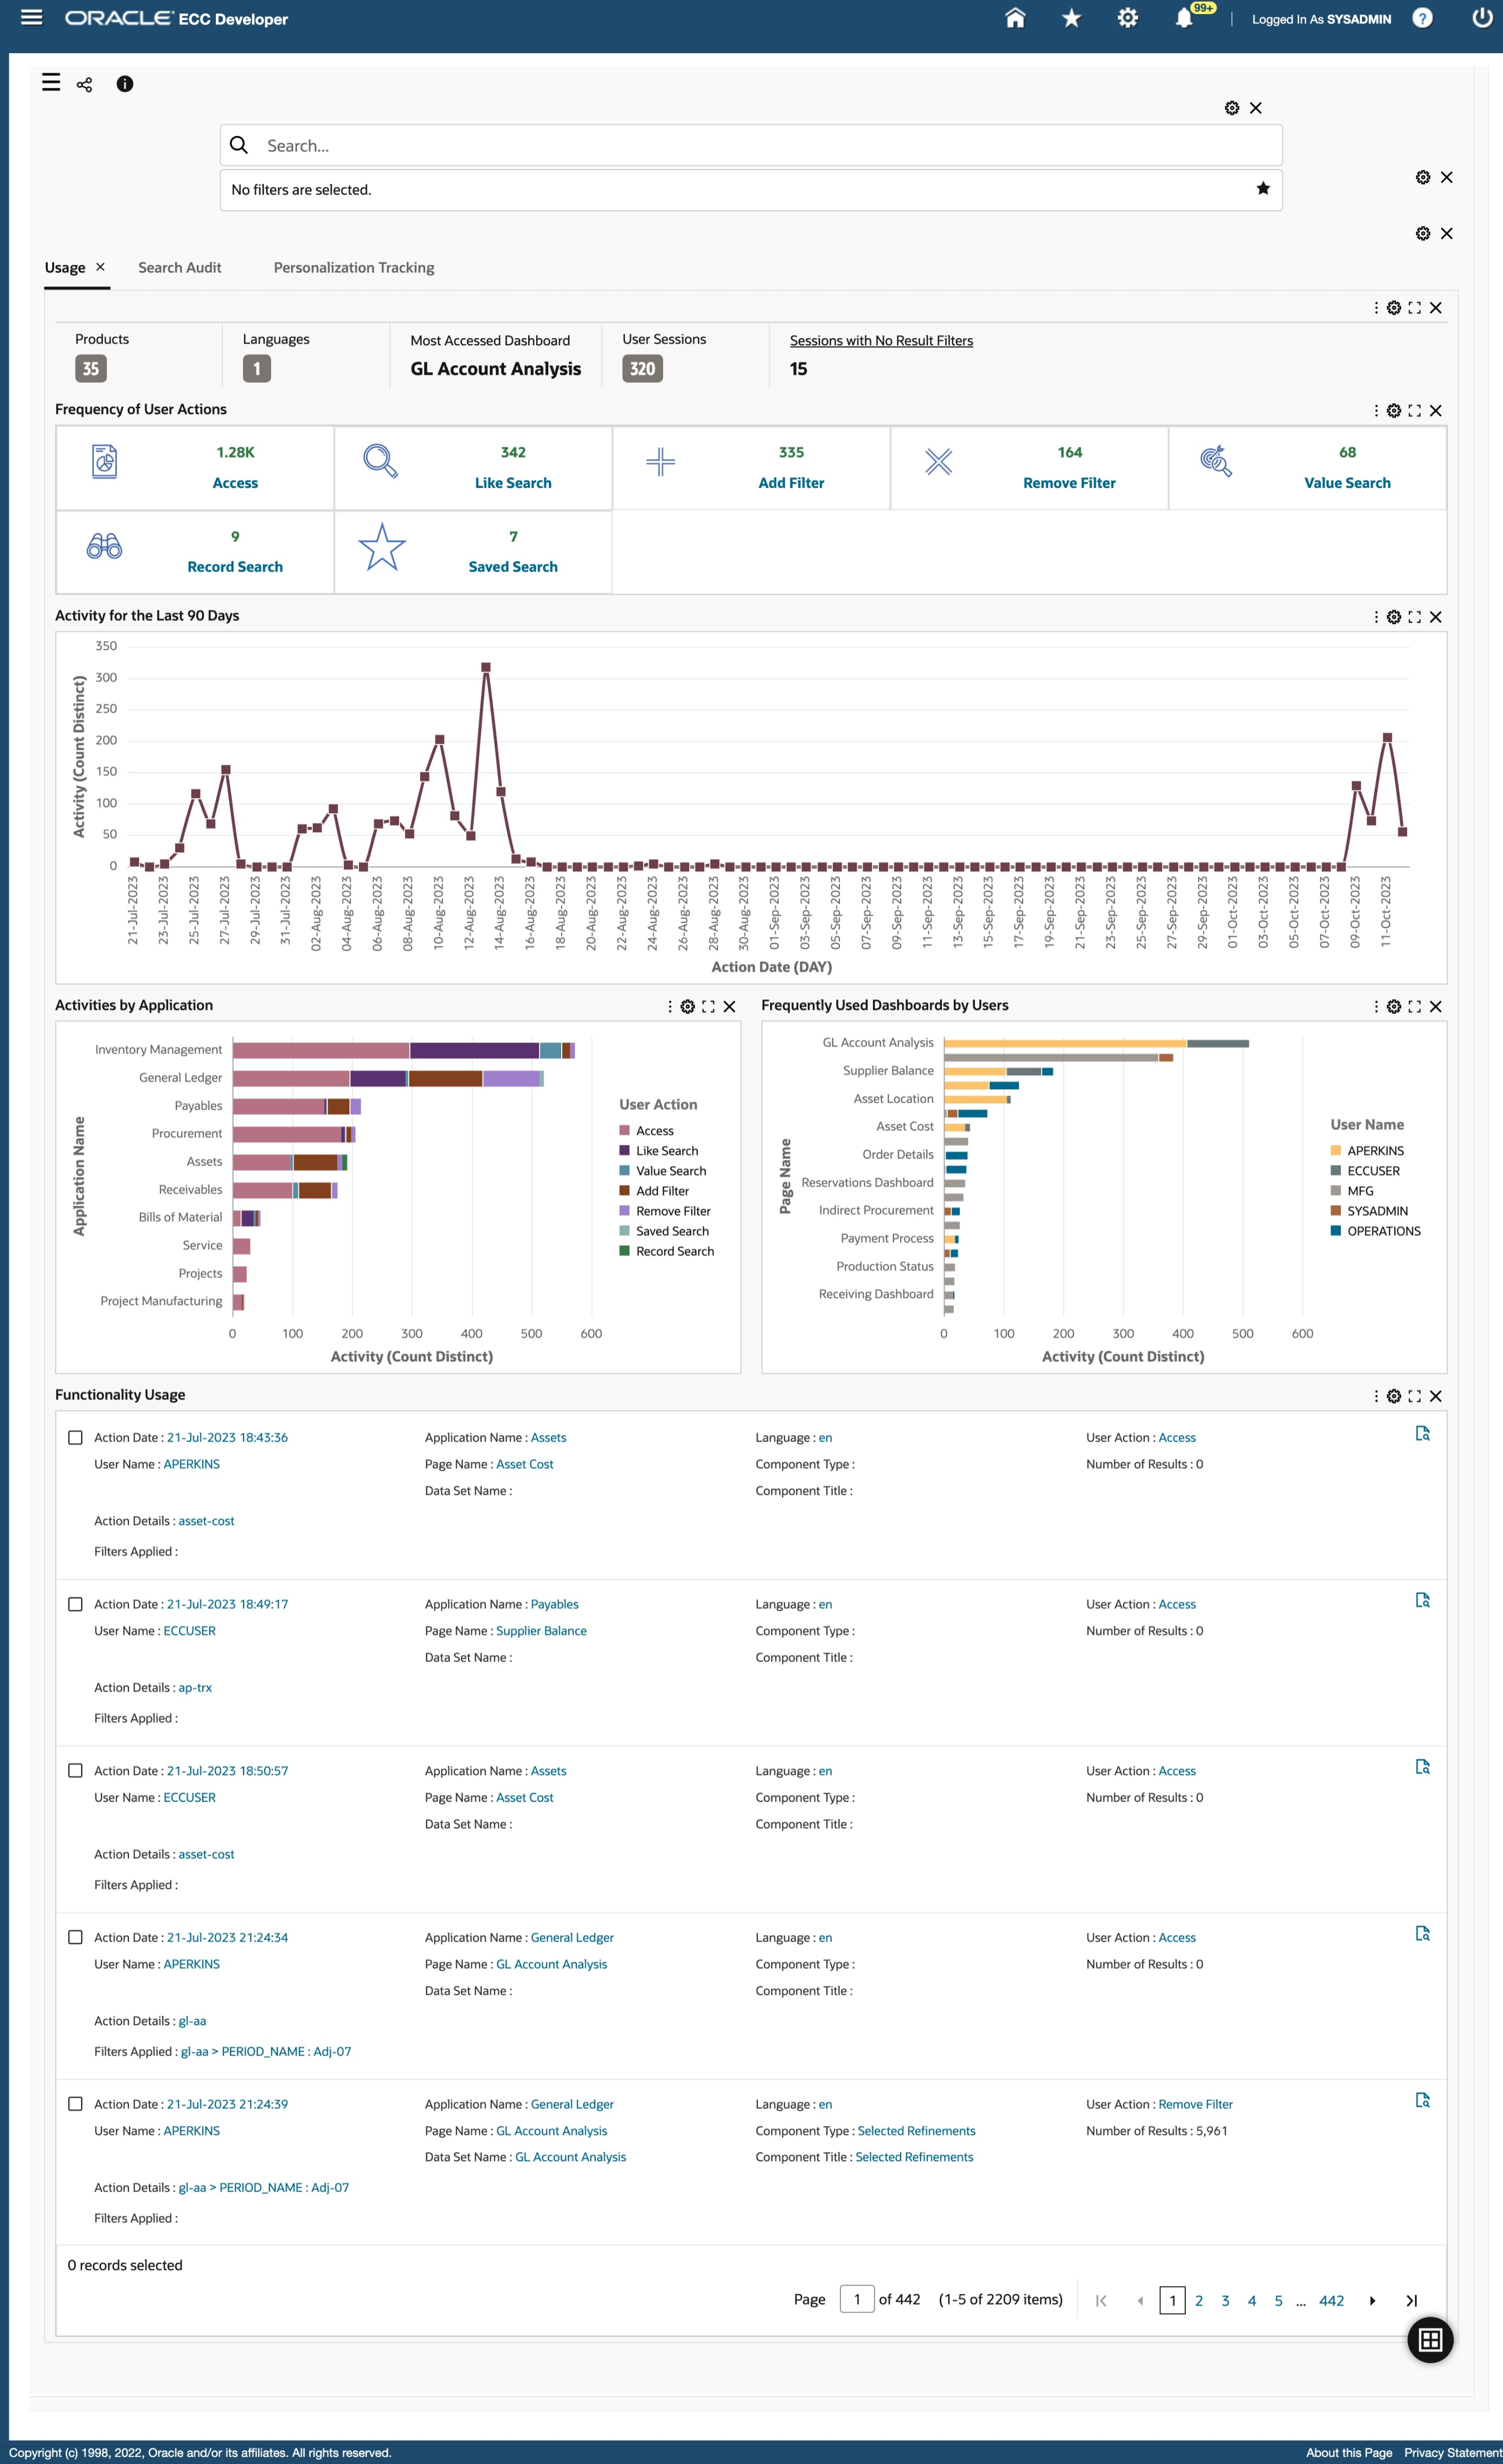 ORACLE ECC Developer
99+
Logged In As SYSADMIN
?
Search...
No filters are selected.
Usage
Search Audit
Personalization Tracking
Products
35
Languages
1
Most Accessed Dashboard
GL Account Analysis
User Sessions
320
Sessions with No Result Filters
15
Frequency of User Actions
1.28K
Access
342
Like Search
335
Add Filter
164
Remove Filter
68
Value Search
9
Record Search
7
Saved Search
Activity for the Last 90 Days
Activity (Count Distinct)
350
300
250
200
150
100
50
0
21-Jul-2023
23-Jul-2023
25-Jul-2023
27-Jul-2023
29-Jul-2023
31-Jul-2023
02-Aug-2023
04-Aug-2023
06-Aug-2023
08-Aug-2023
10-Aug-2023
12-Aug-2023
14-Aug-2023
16-Aug-2023
18-Aug-2023
20-Aug-2023
22-Aug-2023
24-Aug-2023
26-Aug-2023
28-Aug-2023
30-Aug-2023
01-Sep-2023
03-Sep-2023
05-Sep-2023
07-Sep-2023
09-Sep-2023
11-Sep-2023
13-Sep-2023
15-Sep-2023
17-Sep-2023
19-Sep-2023
21-Sep-2023
23-Sep-2023
25-Sep-2023
27-Sep-2023
29-Sep-2023
01-Oct-2023
03-Oct-2023
05-Oct-2023
07-Oct-2023
09-Oct-2023
11-Oct-2023
Action Date (DAY)
Activities by Application
Application Name
Inventory Management
General Ledger
Payables
Procurement
Assets
Receivables
Bills of Material
Service
Projects
Project Manufacturing
0 100 200 300 400 500 600
Activity (Count Distinct)
User Action
Access
Like Search
Value Search
Add Filter
Remove Filter
Saved Search
Record Search
Frequently Used Dashboards by Users
Page Name
GL Account Analysis
Supplier Balance
Asset Location
Asset Cost
Order Details
Reservations Dashboard
Indirect Procurement
Payment Process
Production Status
Receiving Dashboard
0 100 200 300 400 500 600
Activity (Count Distinct)
User Name
APERKINS
ECCUSER
MFG
SYSADMIN
OPERATIONS
Functionality Usage
Action Date : 21-Jul-2023 18:43:36 Application Name : Assets Language : en User Action : Access
User Name : APERKINS Page Name : Asset Cost Component Type : Number of Results : 0
Data Set Name : Component Title :
Action Details : asset-cost
Filters Applied :
Action Date : 21-Jul-2023 18:49:17 Application Name : Payables Language : en User Action : Access
User Name : ECCUSER Page Name : Supplier Balance Component Type : Number of Results : 0
Data Set Name : Component Title :
Action Details : ap-trx
Filters Applied :
Action Date : 21-Jul-2023 18:50:57 Application Name : Assets Language : en User Action : Access
User Name : ECCUSER Page Name : Asset Cost Component Type : Number of Results : 0
Data Set Name : Component Title :
Action Details : asset-cost
Filters Applied :
Action Date : 21-Jul-2023 21:24:34 Application Name : General Ledger Language : en User Action : Access
User Name : APERKINS Page Name : GL Account Analysis Component Type : Number of Results : 0
Data Set Name : Component Title :
Action Details : gl-aa
Filters Applied : gl-aa > PERIOD_NAME : Adj-07
Action Date : 21-Jul-2023 21:24:39 Application Name : General Ledger Language : en User Action : Remove Filter
User Name : APERKINS Page Name : GL Account Analysis Component Type : Selected Refinements Number of Results : 5,961
Data Set Name : GL Account Analysis Component Title : Selected Refinements
Action Details : gl-aa > PERIOD_NAME : Adj-07
Filters Applied :
0 records selected
Page 1 of 442 (1-5 of 2209 items) 1 2 3 4 5 ... 442
Copyright (c) 1998, 2022, Oracle and/or its affiliates. All rights reserved.
About this Page Privacy Statement